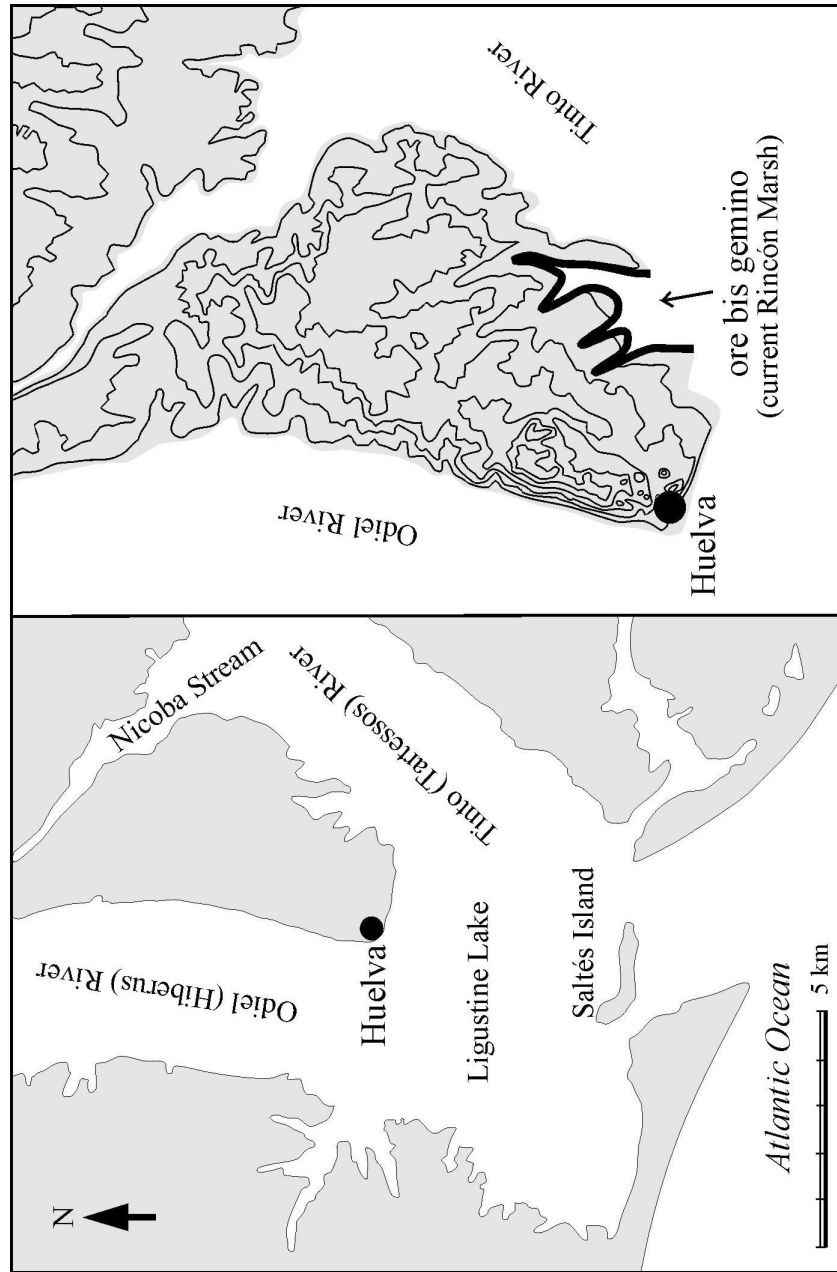 N
Nicoba Stream
Odiel (Hiberus) River
Tinto (Tartessos) River
Huelva
Ligustine Lake
Saltés Island
Atlantic Ocean
5 km
Odiel River
Tinto River
Huelva
ore bis gemino
(current Rincón Marsh)